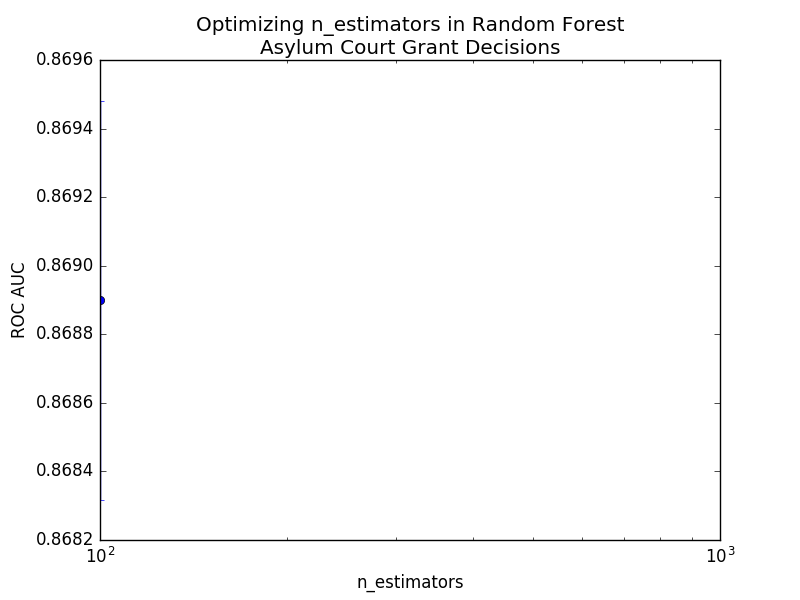 Optimizing n_estimators in Random Forest
Asylum Court Grant Decisions
0.8696
0.8694
0.8692
0.8690
0.8688
0.8686
0.8684
0.8682
ROC AUC
10²
10³
n_estimators